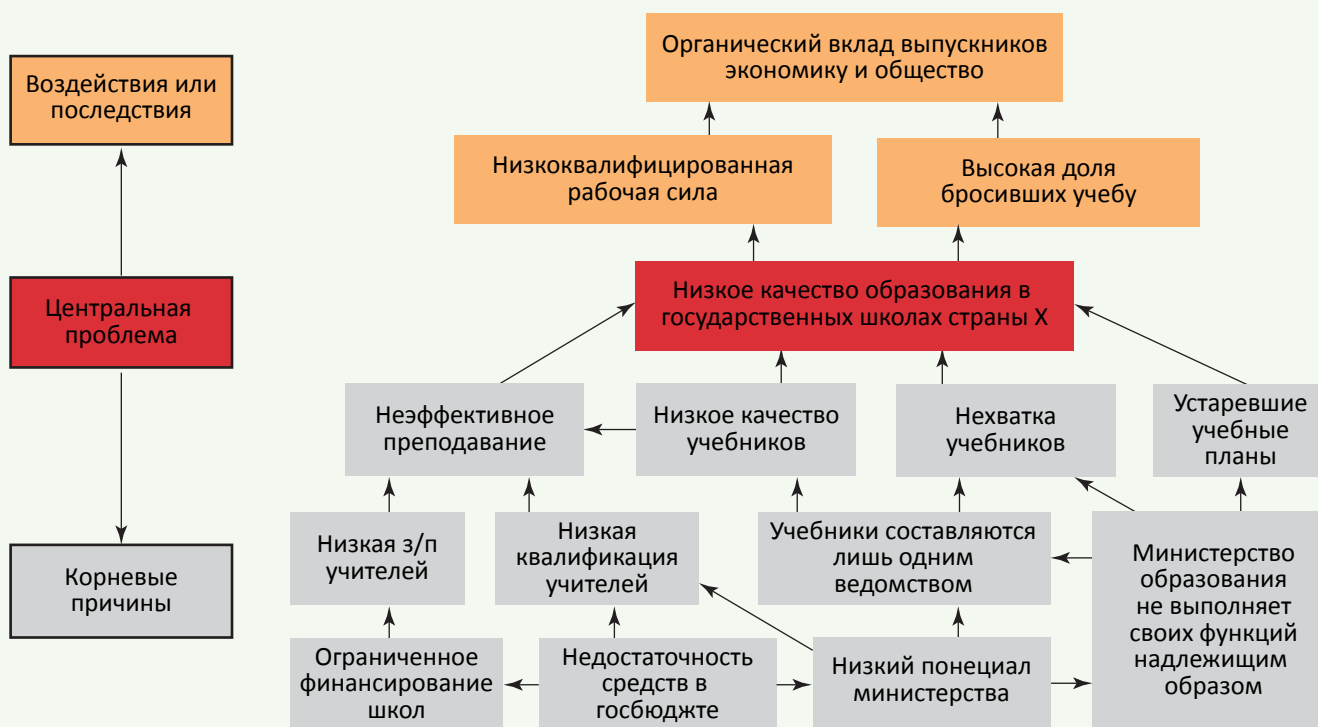 Воздействия или
последствия
Центральная
проблема
Корневые
причины
Органический вклад выпускников
экономику и общество
Низкоквалифицированная
рабочая сила
Высокая доля
бросивших учебу
Низкое качество образования в
государственных школах страны X
Неэффективное
преподавание
Низкое качество
учебников
Нехватка
учебников
Устаревшие
учебные
планы
Низкая з/п
учителей
Низкая
квалификация
учителей
Учебники составляются
лишь одним
ведомством
Министерство
образования
не выполняет
своих функций
надлежищим
образом
Ограниченное
финансирование
школ
Недостаточность
средств в
госбюджте
Низкий понециал
министерства